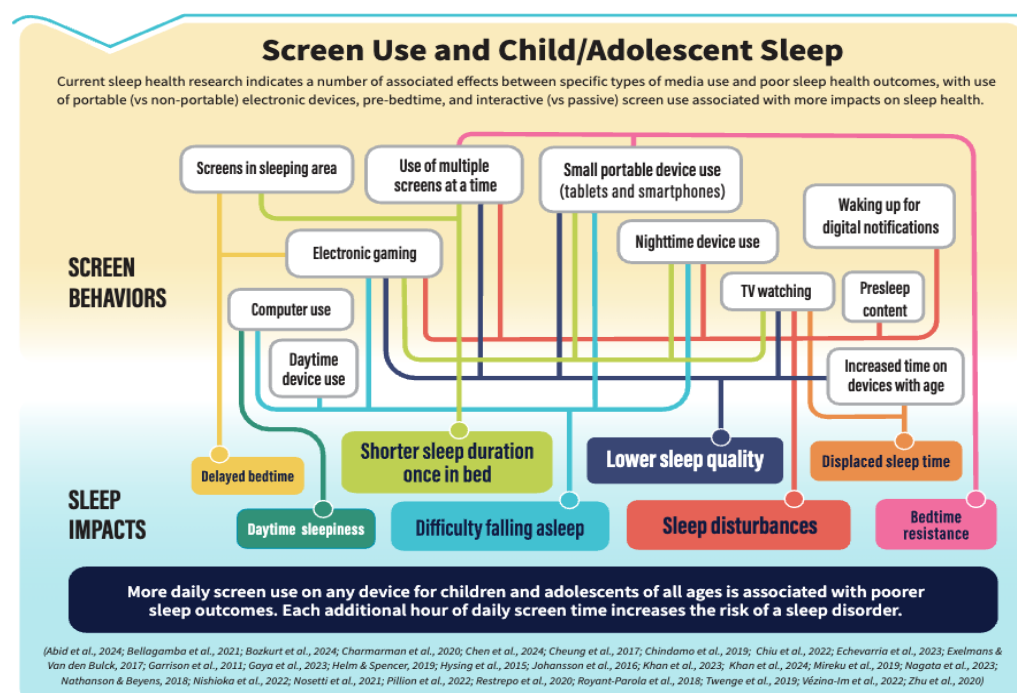 Screen Use and Child/Adolescent Sleep
Current sleep health research indicates a number of associated effects between specific types of media use and poor sleep health outcomes, with use
of portable (vs non-portable) electronic devices, pre-bedtime, and interactive (vs passive) screen use associated with more impacts on sleep health.
Screens in sleeping area
Use of multiple
screens at a time
Small portable device use
(tablets and smartphones)
Waking up for
digital notifications
Electronic gaming
Nighttime device use
SCREEN
BEHAVIORS
TV watching
Presleep
content
Computer use
Daytime
device use
Increased time on
devices with age
Shorter sleep duration
once in bed
Lower sleep quality
Displaced sleep time
Delayed bedtime
SLEEP
IMPACTS
Daytime sleepiness
Difficulty falling asleep
Sleep disturbances
Bedtime
resistance
More daily screen use on any device for children and adolescents of all ages is associated with poorer
sleep outcomes. Each additional hour of daily screen time increases the risk of a sleep disorder.
(Abid et al., 2024; Bellagamba et al., 2021; Bozkurt et al., 2024; Charmarman et al., 2020; Chen et al., 2024; Cheung et al., 2017; Chindamo et al., 2019; Chiu et al., 2022; Echevarria et al., 2023; Exelmans &
Van den Bulck, 2017; Garrison et al., 2011; Gaya et al., 2023; Helm & Spencer, 2019; Hysing et al., 2015; Johansson et al., 2016; Khan et al., 2023; Khan et al., 2024; Mireku et al., 2019; Nagata et al., 2023;
Nathanson & Beyens, 2018; Nishioka et al., 2022; Nosetti et al., 2021; Pillion et al., 2022; Restrepo et al., 2020; Royant-Parola et al., 2018; Twenge et al., 2019; Vézina-Im et al., 2022; Zhu et al., 2020)